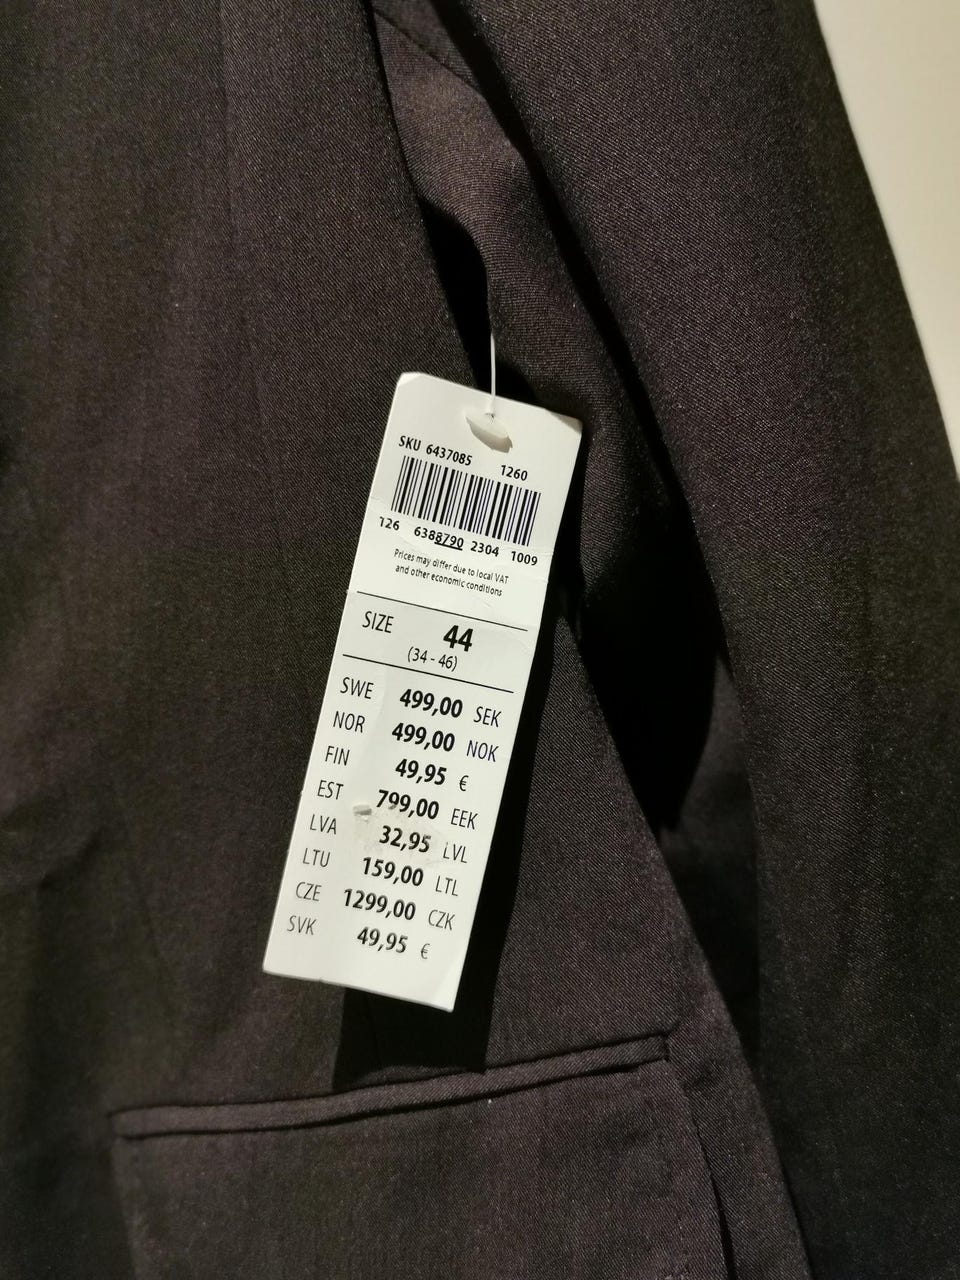 SKU 6437085 1260
126 6388790 2304 1009
Prices may differ due to local VAT
and other economic conditions
SIZE 44
(34 - 46)
SWE 499,00 SEK
NOR 499,00 NOK
FIN 49,95 €
EST 799,00 EEK
LVA 32,95 LVL
LTU 159,00 LTL
CZE 1299,00 CZK
SVK 49,95 €